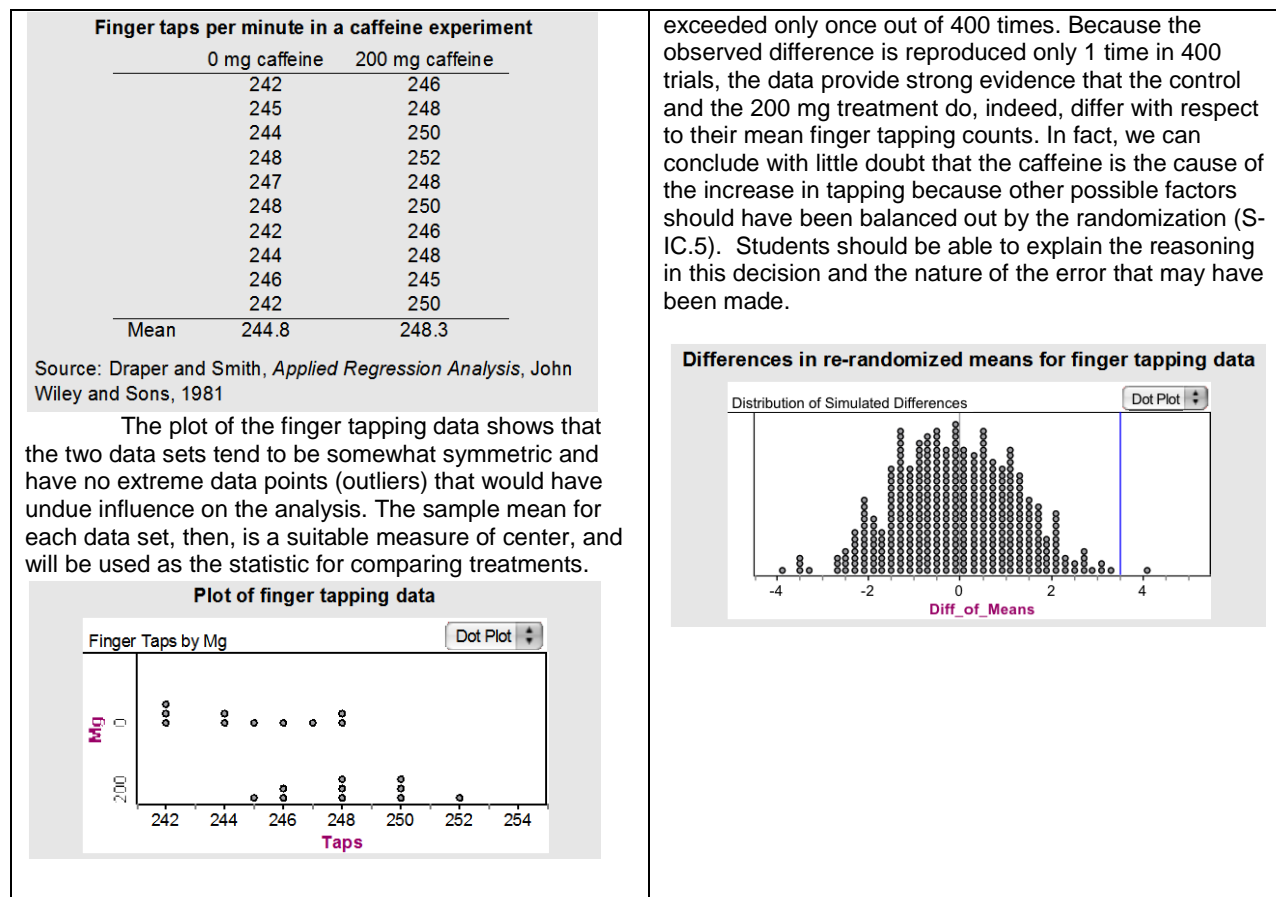 Finger taps per minute in a caffeine experiment
0 mg caffeine 200 mg caffeine
242 246
245 248
244 250
248 252
247 248
248 250
242 246
244 248
246 245
242 250
Mean 244.8 248.3
Source: Draper and Smith, Applied Regression Analysis, John
Wiley and Sons, 1981
The plot of the finger tapping data shows that
the two data sets tend to be somewhat symmetric and
have no extreme data points (outliers) that would have
undue influence on the analysis. The sample mean for
each data set, then, is a suitable measure of center, and
will be used as the statistic for comparing treatments.
Plot of finger tapping data
Finger Taps by Mg
Dot Plot
Mg
0
200
242 244 246 248 250 252 254
Taps
exceeded only once out of 400 times. Because the
observed difference is reproduced only 1 time in 400
trials, the data provide strong evidence that the control
and the 200 mg treatment do, indeed, differ with respect
to their mean finger tapping counts. In fact, we can
conclude with little doubt that the caffeine is the cause of
the increase in tapping because other possible factors
should have been balanced out by the randomization (S-
IC.5). Students should be able to explain the reasoning
in this decision and the nature of the error that may have
been made.
Differences in re-randomized means for finger tapping data
Distribution of Simulated Differences
Dot Plot
-4 -2 0 2 4
Diff_of_Means